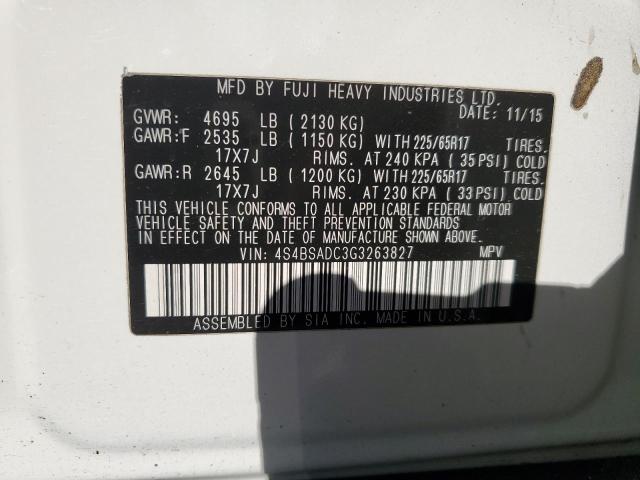 MFD BY FUJI HEAVY INDUSTRIES LTD.
GVWR: 4695 LB ( 2130 KG) DATE: 11/15
GAWR:F 2535 LB ( 1150 KG) WITH 225/65R17 TIRES.
17X7J RIMS. AT 240 KPA ( 35 PSI) COLD
GAWR:R 2645 LB ( 1200 KG) WITH 225/65R17 TIRES.
17X7J RIMS. AT 230 KPA ( 33 PSI) COLD
THIS VEHICLE CONFORMS TO ALL APPLICABLE FEDERAL MOTOR
VEHICLE SAFETY AND THEFT PREVENTION STANDARDS
IN EFFECT ON THE DATE OF MANUFACTURE SHOWN ABOVE.
VIN: 4S4BSADC3G3263827 MPV
ASSEMBLED BY SIA INC. MADE IN U.S.A.